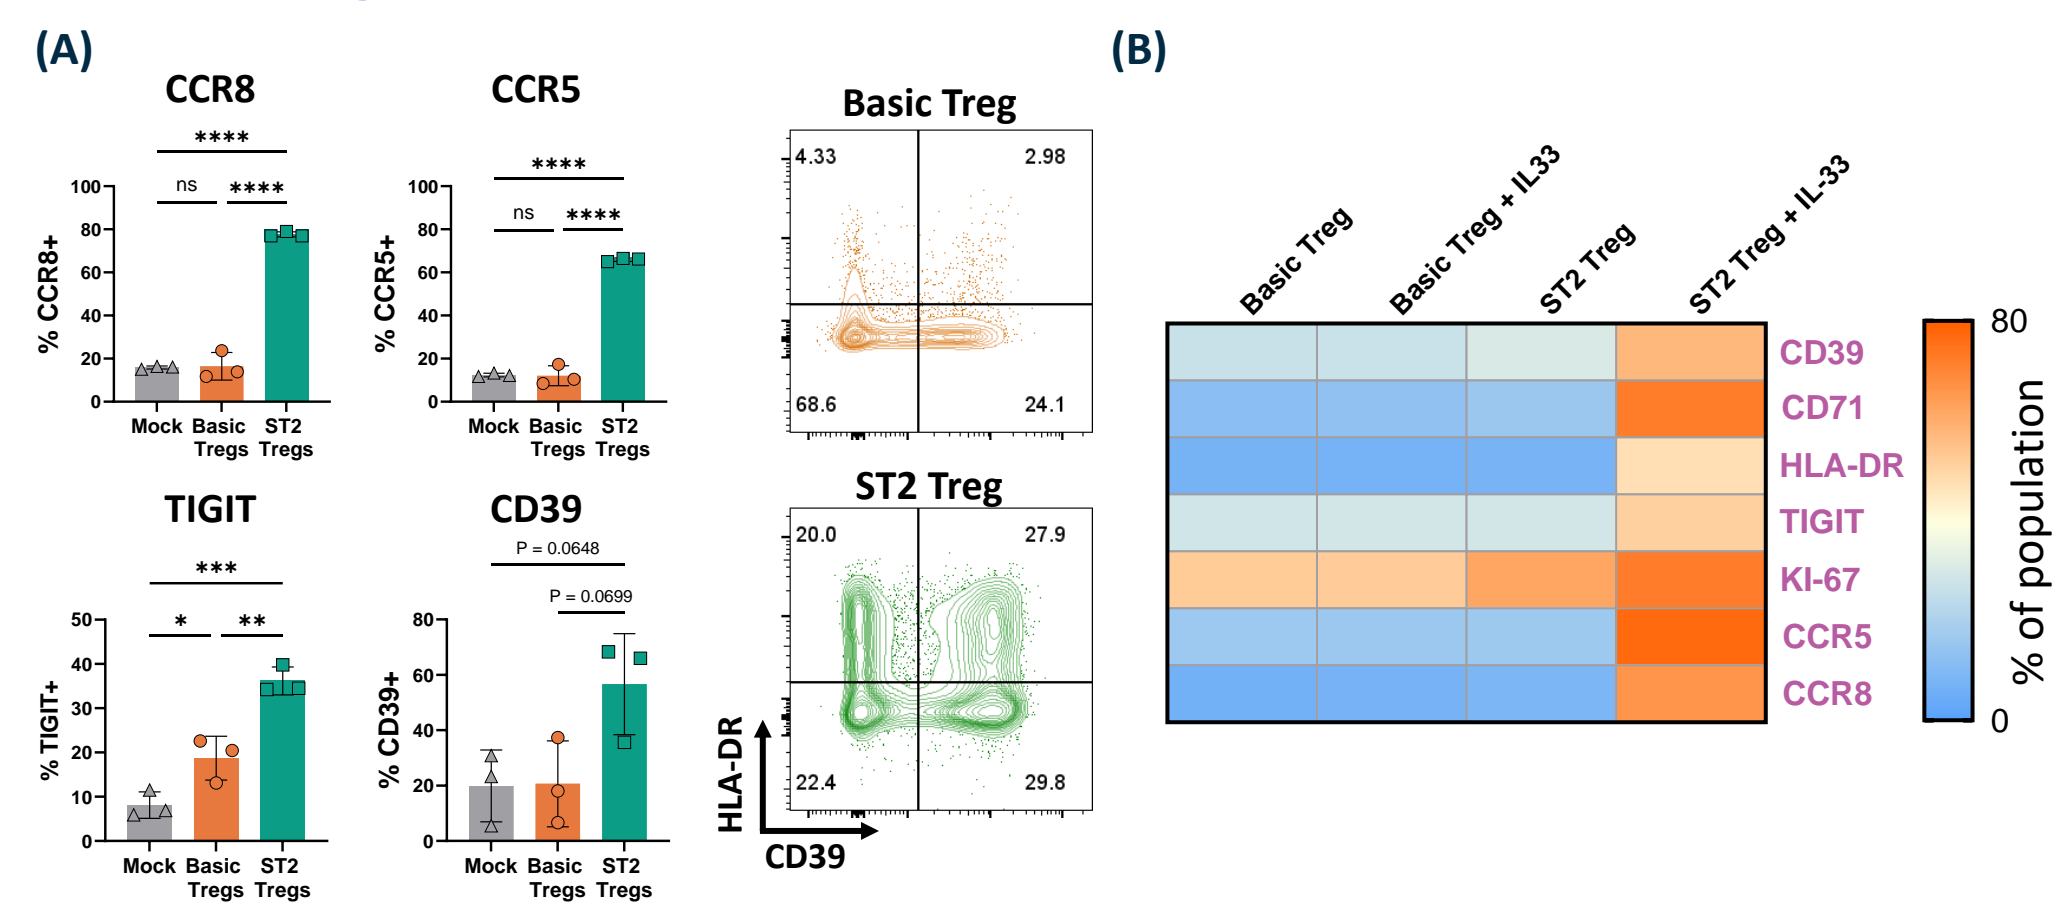 (A)
CCR8
****
ns
****
% CCR8+
100
80
60
40
20
0
Mock
Basic Tregs
ST2 Tregs
CCR5
****
ns
****
% CCR5+
100
80
60
40
20
0
Mock
Basic Tregs
ST2 Tregs
Basic Treg
4.33
2.98
68.6
24.1
TIGIT
***
*
**
% TIGIT+
50
40
30
20
10
0
Mock
Basic Tregs
ST2 Tregs
CD39
P = 0.0648
P = 0.0699
% CD39+
80
60
40
20
0
Mock
Basic Tregs
ST2 Tregs
ST2 Treg
20.0
27.9
22.4
29.8
HLA-DR
CD39
(B)
Basic Treg
Basic Treg + IL33
ST2 Treg
ST2 Treg + IL-33
CD39
CD71
HLA-DR
TIGIT
KI-67
CCR5
CCR8
80
0
% of population